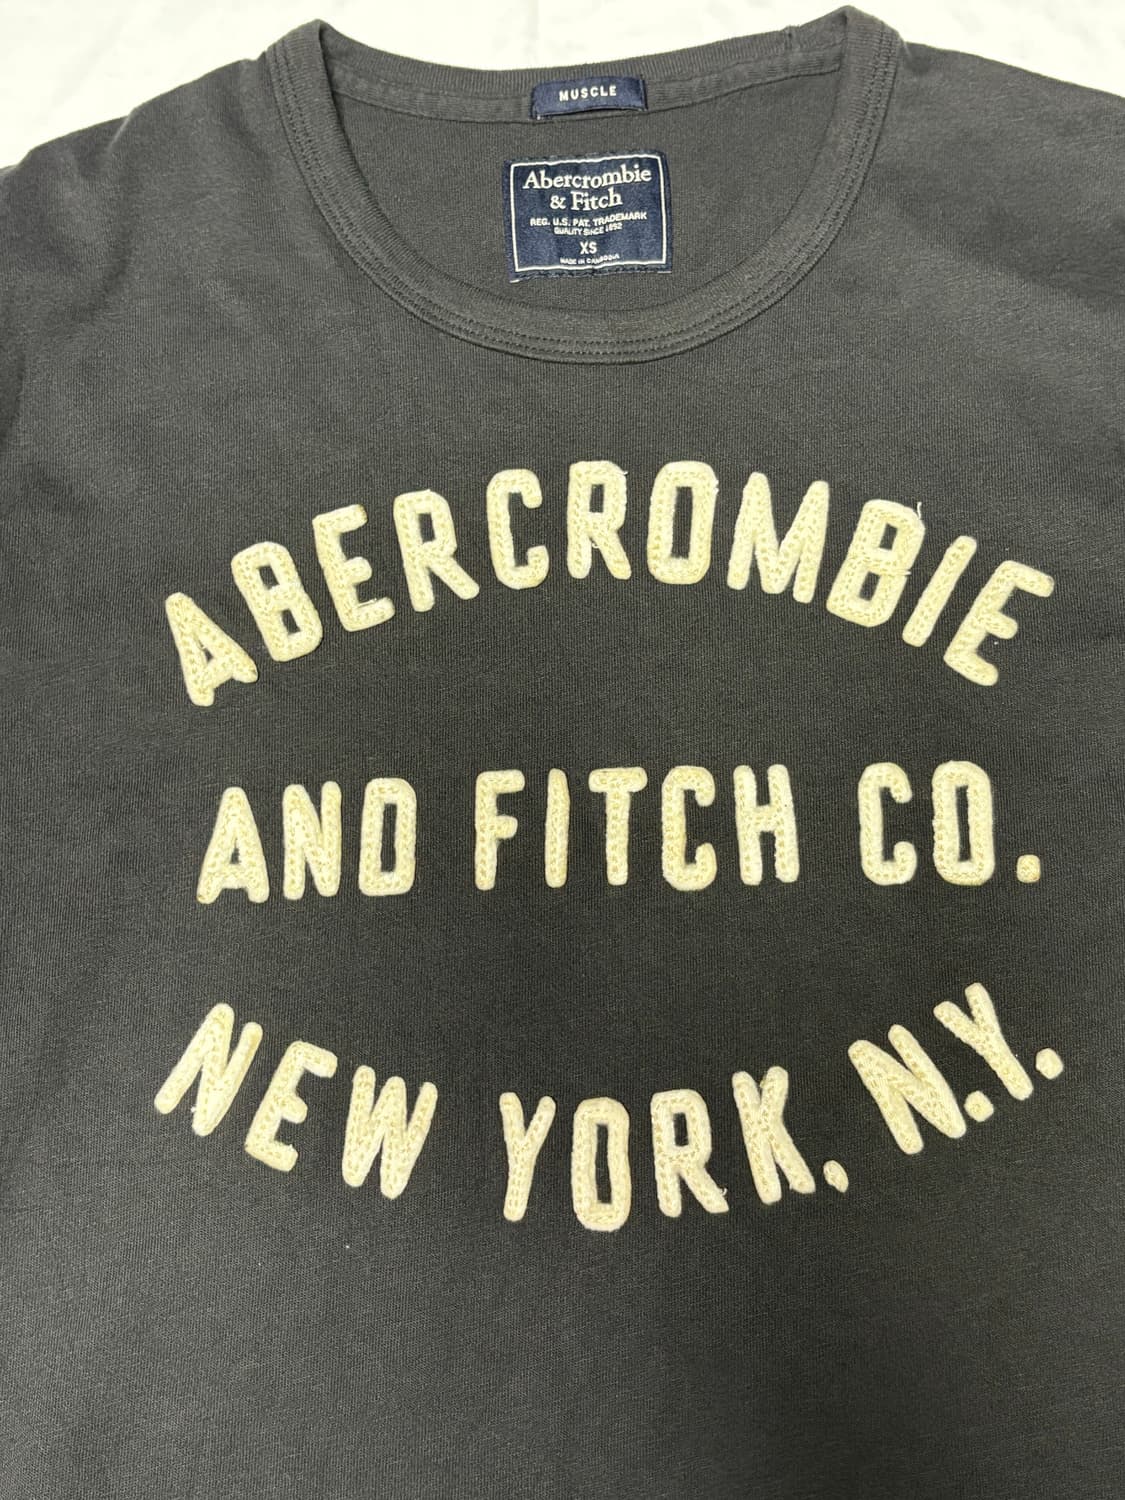 MUSCLE
Abercrombie
& Fitch
REG. U.S. PAT. TRADEMARK
QUALITY SINCE 1892
XS
MADE IN CAMBODIA
ABERCROMBIE
AND FITCH CO.
NEW YORK, N.Y.